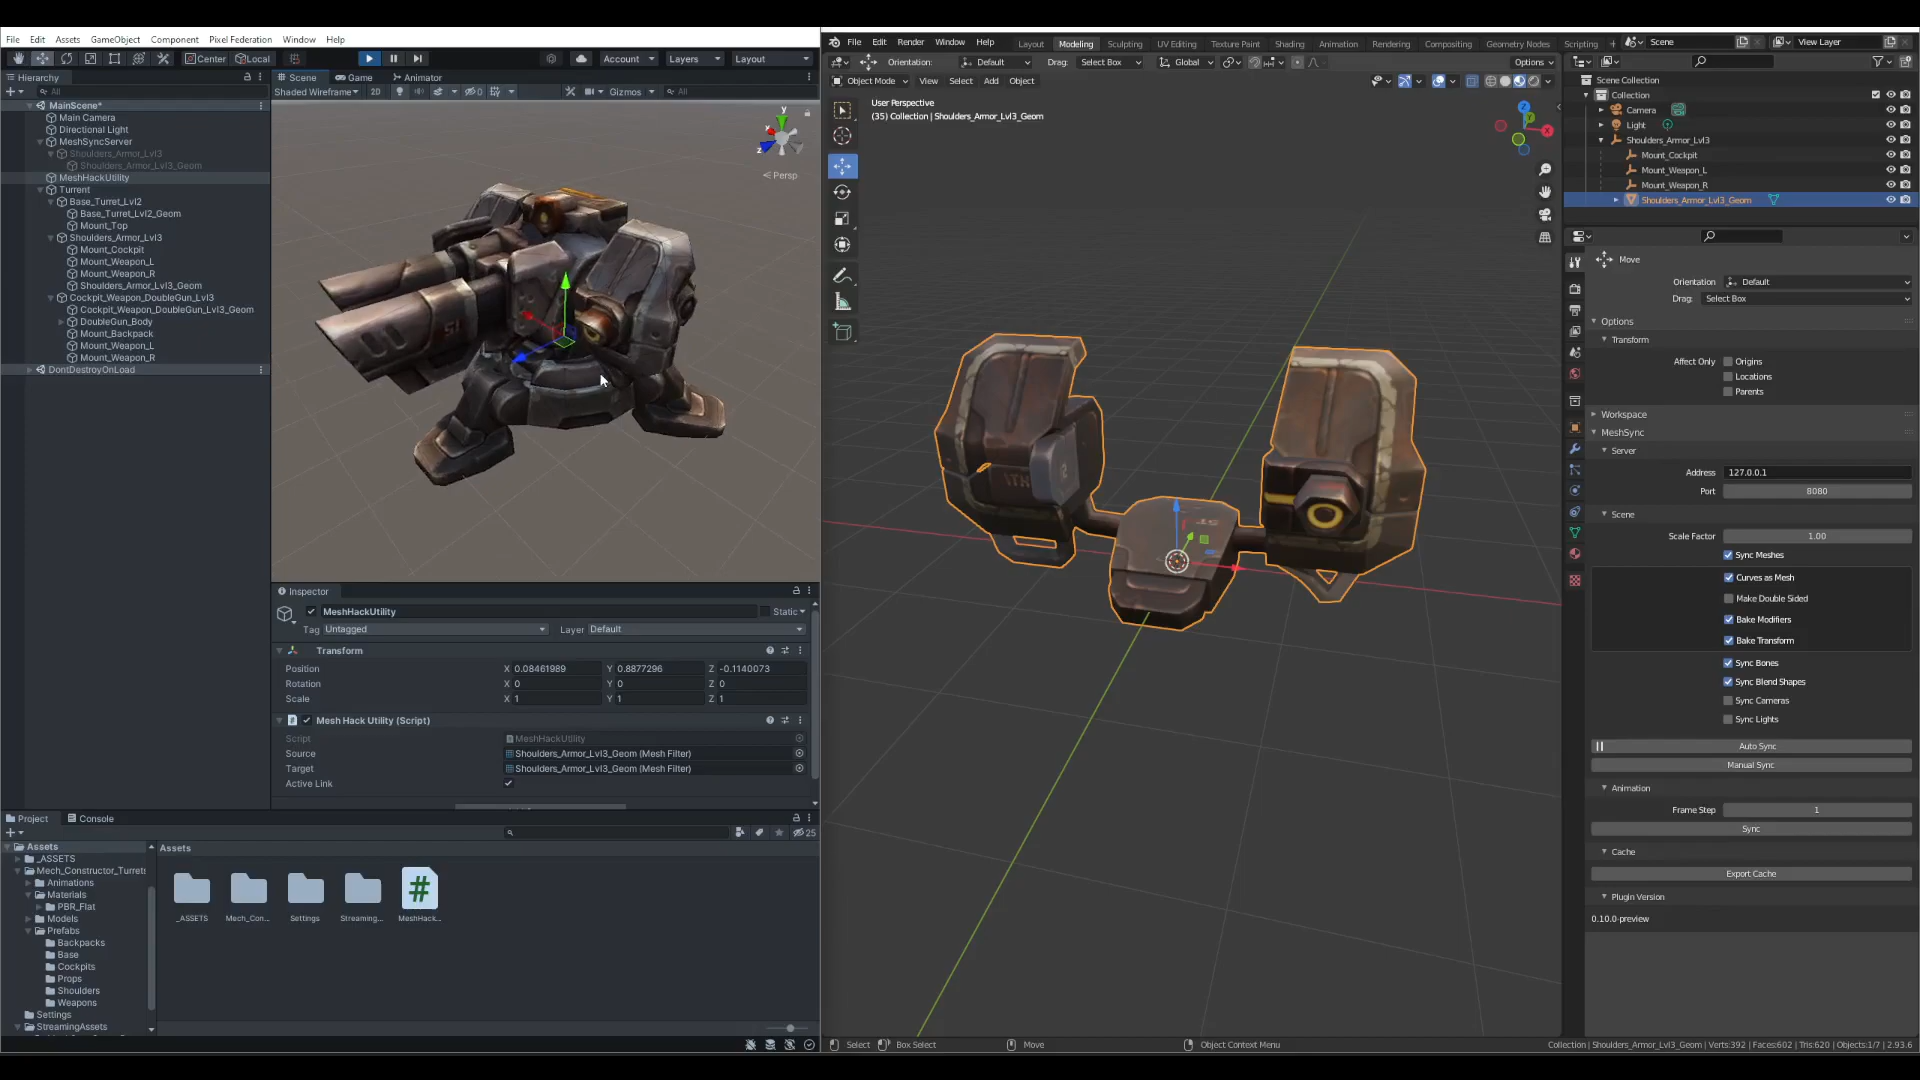 File Edit Assets GameObject Component Pixel Federation Window Help
Center Local Account Layers Layout
Hierarchy
All
MainScene*
Main Camera
Directional Light
MeshSyncServer
Shoulders_Armor_Lvl3
Shoulders_Armor_Lvl3_Geom
MeshHackUtility
Turrent
Base_Turret_Lvl2
Base_Turret_Lvl2_Geom
Mount_Top
Shoulders_Armor_Lvl3
Mount_Cockpit
Mount_Weapon_L
Mount_Weapon_R
Shoulders_Armor_Lvl3_Geom
Cockpit_Weapon_DoubleGun_Lvl3
Cockpit_Weapon_DoubleGun_Lvl3_Geom
DoubleGun_Body
Mount_Backpack
Mount_Weapon_L
Mount_Weapon_R
DontDestroyOnLoad
Scene Game Animator
Shaded Wireframe 2D 0 Gizmos All
y
x
z
Persp
Inspector
MeshHackUtility Static
Tag Untagged Layer Default
Transform
Position X 0.08461989 Y 0.8877296 Z -0.1140073
Rotation X 0 Y 0 Z 0
Scale X 1 Y 1 Z 1
Mesh Hack Utility (Script)
Script MeshHackUtility
Source Shoulders_Armor_Lvl3_Geom (Mesh Filter)
Target Shoulders_Armor_Lvl3_Geom (Mesh Filter)
Active Link
Project Console
25
Assets
_ASSETS
Mech_Constructor_Turrets
Animations
Materials
PBR_Flat
Models
Prefabs
Backpacks
Base
Cockpits
Props
Shoulders
Weapons
Settings
StreamingAssets
Assets
_ASSETS Mech_Con... Settings Streaming... MeshHack...
File Edit Render Window Help Layout Modeling Sculpting UV Editing Texture Paint Shading Animation Rendering Compositing Geometry Nodes Scripting + Scene View Layer
Orientation: Default Drag: Select Box Global Options
Object Mode View Select Add Object
User Perspective
(35) Collection | Shoulders_Armor_Lvl3_Geom
Y
X
Scene Collection
Collection
Camera
Light
Shoulders_Armor_Lvl3
Mount_Cockpit
Mount_Weapon_L
Mount_Weapon_R
Shoulders_Armor_Lvl3_Geom
Move
Orientation Default
Drag: Select Box
Options
Transform
Affect Only Origins
Locations
Parents
Workspace
MeshSync
Server
Address 127.0.0.1
Port 8080
Scene
Scale Factor 1.00
Sync Meshes
Curves as Mesh
Make Double Sided
Bake Modifiers
Bake Transform
Sync Bones
Sync Blend Shapes
Sync Cameras
Sync Lights
Auto Sync
Manual Sync
Animation
Frame Step 1
Sync
Cache
Export Cache
Plugin Version
0.10.0-preview
Select Box Select Move Object Context Menu
Collection | Shoulders_Armor_Lvl3_Geom | Verts:392 | Faces:602 | Tris:620 | Objects:1/7 | 2.93.6